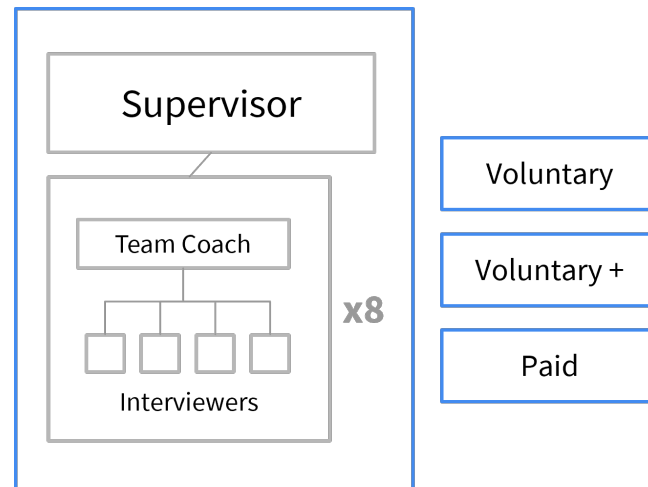 Supervisor
Team Coach
Interviewers
x8
Voluntary
Voluntary +
Paid